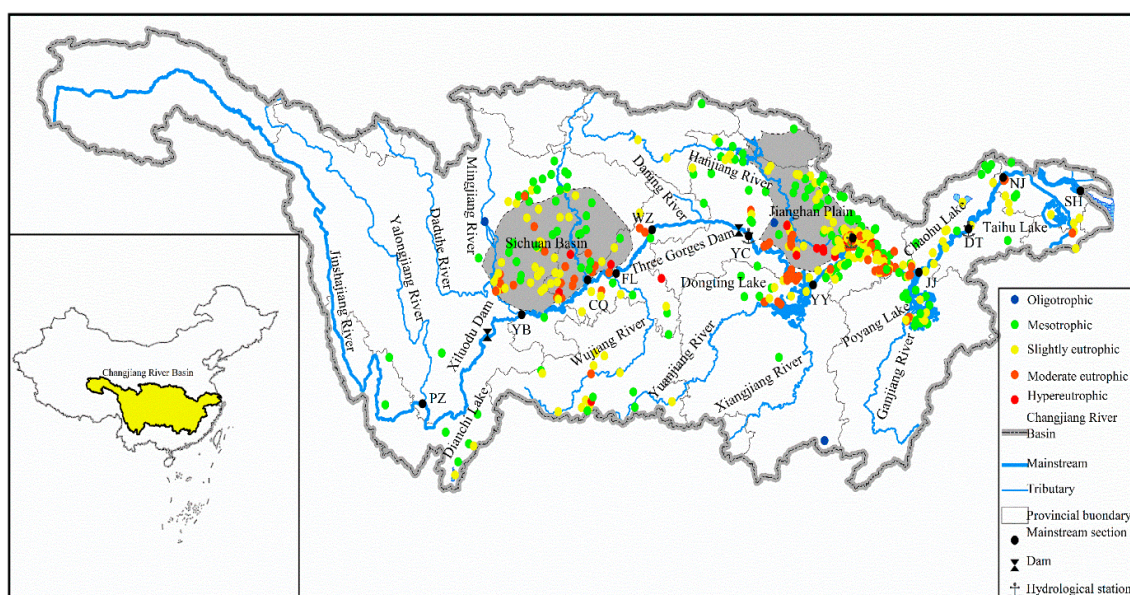 Jinshajiang River
Yalongjiang River
Daduhe River
Mingjiang River
Sichuan Basin
Xiluodu Dam
Dianchi Lake
PZ
YB
CQ
FL
WZ
Wujiang River
Daning River
Three Gorges Dam
YC
Hanjiang River
Jianghan Plain
Dongting Lake
YY
Yuanjiang River
Xiangjiang River
Poyang Lake
Ganjiang River
JJ
Chaohu Lake
DT
NJ
Taihu Lake
SH
Changjiang River Basin
Oligotrophic
Mesotrophic
Slightly eutrophic
Moderate eutrophic
Hypereutrophic
Changjiang River
Basin
Mainstream
Tributary
Provincial buondary
Mainstream section
Dam
Hydrological station